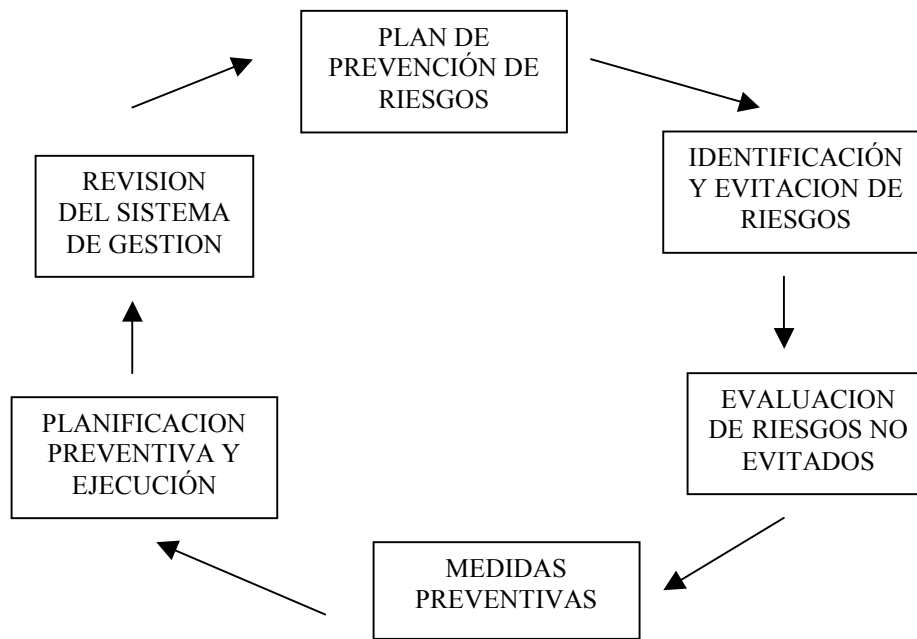 PLAN DE
PREVENCIÓN DE
RIESGOS
IDENTIFICACIÓN
Y EVITACION DE
RIESGOS
EVALUACION
DE RIESGOS NO
EVITADOS
MEDIDAS
PREVENTIVAS
PLANIFICACION
PREVENTIVA Y
EJECUCIÓN
REVISION
DEL SISTEMA
DE GESTION